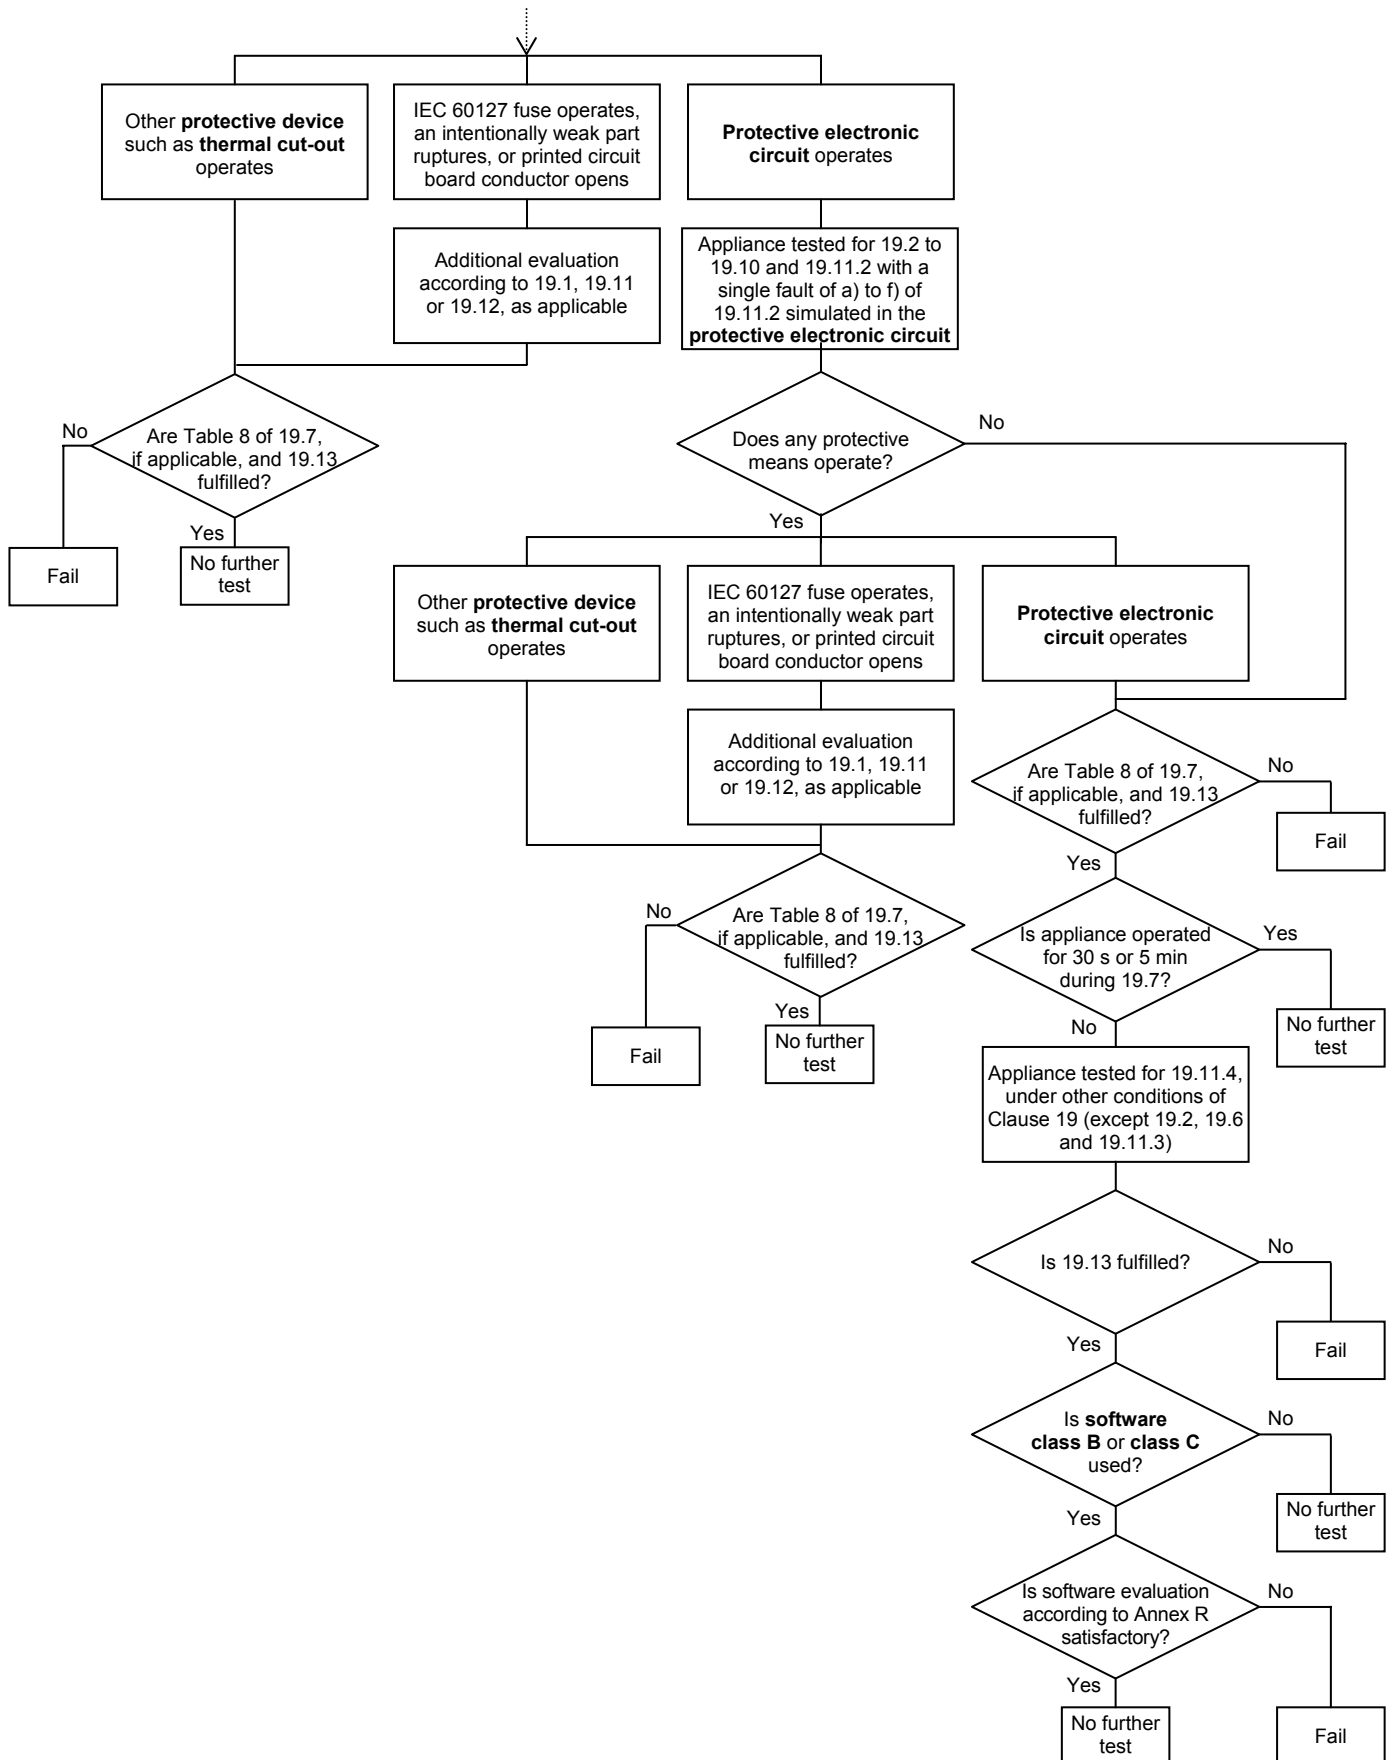 Other protective device
such as thermal cut-out
operates
IEC 60127 fuse operates,
an intentionally weak part
ruptures, or printed circuit
board conductor opens
Protective electronic
circuit operates
Additional evaluation
according to 19.1, 19.11
or 19.12, as applicable
Appliance tested for 19.2 to
19.10 and 19.11.2 with a
single fault of a) to f) of
19.11.2 simulated in the
protective electronic circuit
No
Are Table 8 of 19.7,
if applicable, and 19.13
fulfilled?
Does any protective
means operate?
No
Yes
Fail
No further
test
Yes
Other protective device
such as thermal cut-out
operates
IEC 60127 fuse operates,
an intentionally weak part
ruptures, or printed circuit
board conductor opens
Protective electronic
circuit operates
Additional evaluation
according to 19.1, 19.11
or 19.12, as applicable
Are Table 8 of 19.7,
if applicable, and 19.13
fulfilled?
No
Fail
Yes
No
Are Table 8 of 19.7,
if applicable, and 19.13
fulfilled?
Yes
Fail
No further
test
Is appliance operated
for 30 s or 5 min
during 19.7?
Yes
No further
test
No
Appliance tested for 19.11.4,
under other conditions of
Clause 19 (except 19.2, 19.6
and 19.11.3)
Is 19.13 fulfilled?
No
Fail
Yes
Is software
class B or class C
used?
No
No further
test
Yes
Is software evaluation
according to Annex R
satisfactory?
No
Fail
Yes
No further
test